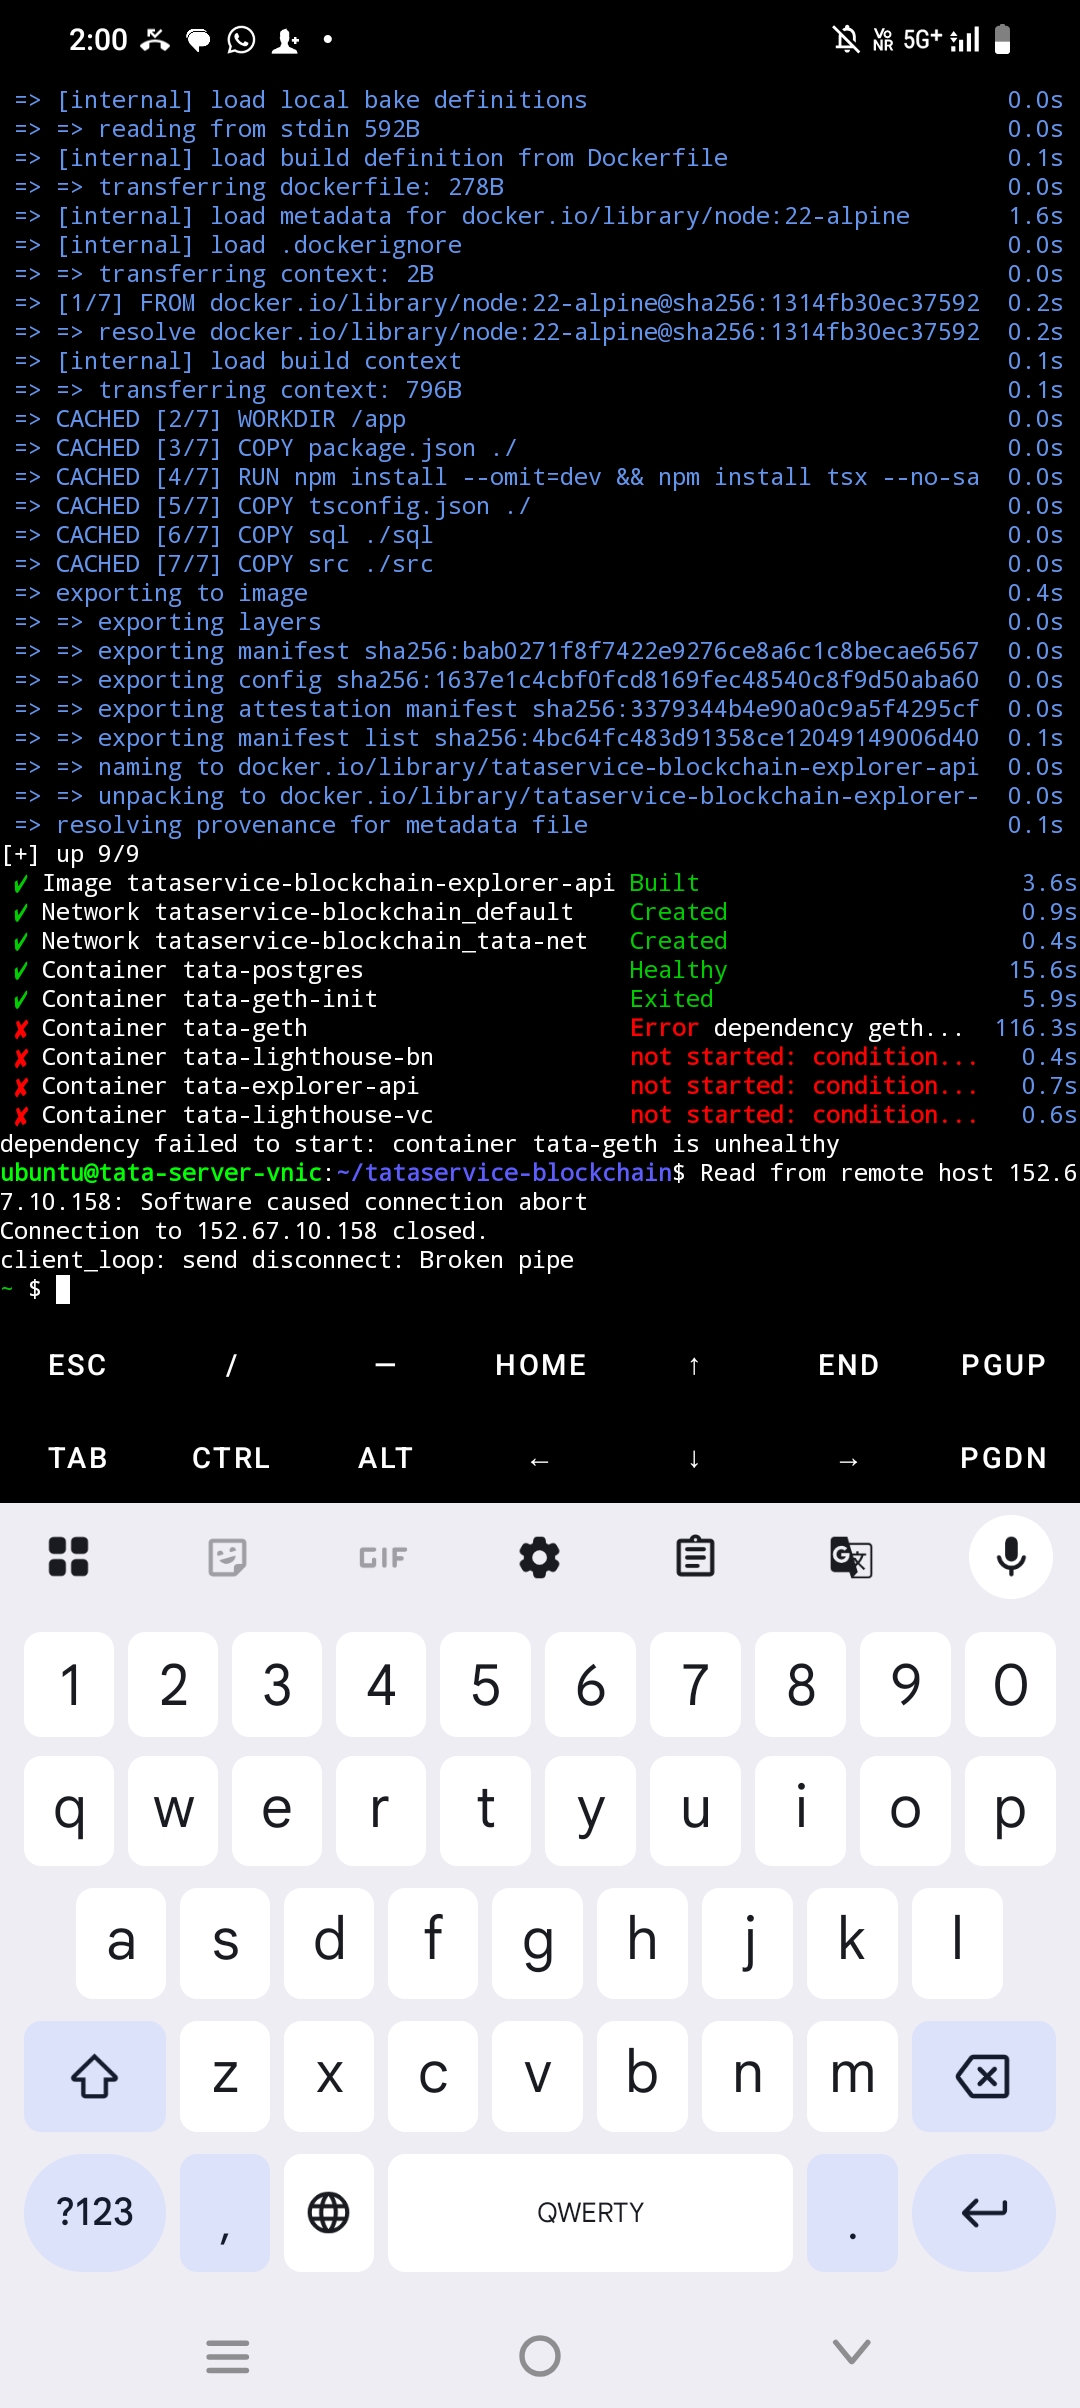 2:00
Vo NR 5G+
=> [internal] load local bake definitions 0.0s
=> => reading from stdin 592B 0.0s
=> [internal] load build definition from Dockerfile 0.1s
=> => transferring dockerfile: 278B 0.0s
=> [internal] load metadata for docker.io/library/node:22-alpine 1.6s
=> [internal] load .dockerignore 0.0s
=> => transferring context: 2B 0.0s
=> [1/7] FROM docker.io/library/node:22-alpine@sha256:1314fb30ec37592 0.2s
=> => resolve docker.io/library/node:22-alpine@sha256:1314fb30ec37592 0.2s
=> [internal] load build context 0.1s
=> => transferring context: 796B 0.1s
=> CACHED [2/7] WORKDIR /app 0.0s
=> CACHED [3/7] COPY package.json ./ 0.0s
=> CACHED [4/7] RUN npm install --omit=dev && npm install tsx --no-sa 0.0s
=> CACHED [5/7] COPY tsconfig.json ./ 0.0s
=> CACHED [6/7] COPY sql ./sql 0.0s
=> CACHED [7/7] COPY src ./src 0.0s
=> exporting to image 0.4s
=> => exporting layers 0.0s
=> => exporting manifest sha256:bab0271f8f7422e9276ce8a6c1c8becae6567 0.0s
=> => exporting config sha256:1637e1c4cbf0fcd8169fec48540c8f9d50aba60 0.0s
=> => exporting attestation manifest sha256:3379344b4e90a0c9a5f4295cf 0.0s
=> => exporting manifest list sha256:4bc64fc483d91358ce12049149006d40 0.1s
=> => naming to docker.io/library/tataservice-blockchain-explorer-api 0.0s
=> => unpacking to docker.io/library/tataservice-blockchain-explorer- 0.0s
=> resolving provenance for metadata file 0.1s
[+] up 9/9
✔ Image tataservice-blockchain-explorer-api Built 3.6s
✔ Network tataservice-blockchain_default Created 0.9s
✔ Network tataservice-blockchain_tata-net Created 0.4s
✔ Container tata-postgres Healthy 15.6s
✔ Container tata-geth-init Exited 5.9s
✘ Container tata-geth Error dependency geth... 116.3s
✘ Container tata-lighthouse-bn not started: condition... 0.4s
✘ Container tata-explorer-api not started: condition... 0.7s
✘ Container tata-lighthouse-vc not started: condition... 0.6s
dependency failed to start: container tata-geth is unhealthy
ubuntu@tata-server-vnic:~/tataservice-blockchain$ Read from remote host 152.6
7.10.158: Software caused connection abort
Connection to 152.67.10.158 closed.
client_loop: send disconnect: Broken pipe
~ $
ESC / — HOME ↑ END PGUP
TAB CTRL ALT ← ↓ → PGDN
GIF G 文
1 2 3 4 5 6 7 8 9 0
q w e r t y u i o p
a s d f g h j k l
z x c v b n m
?123 , QWERTY .